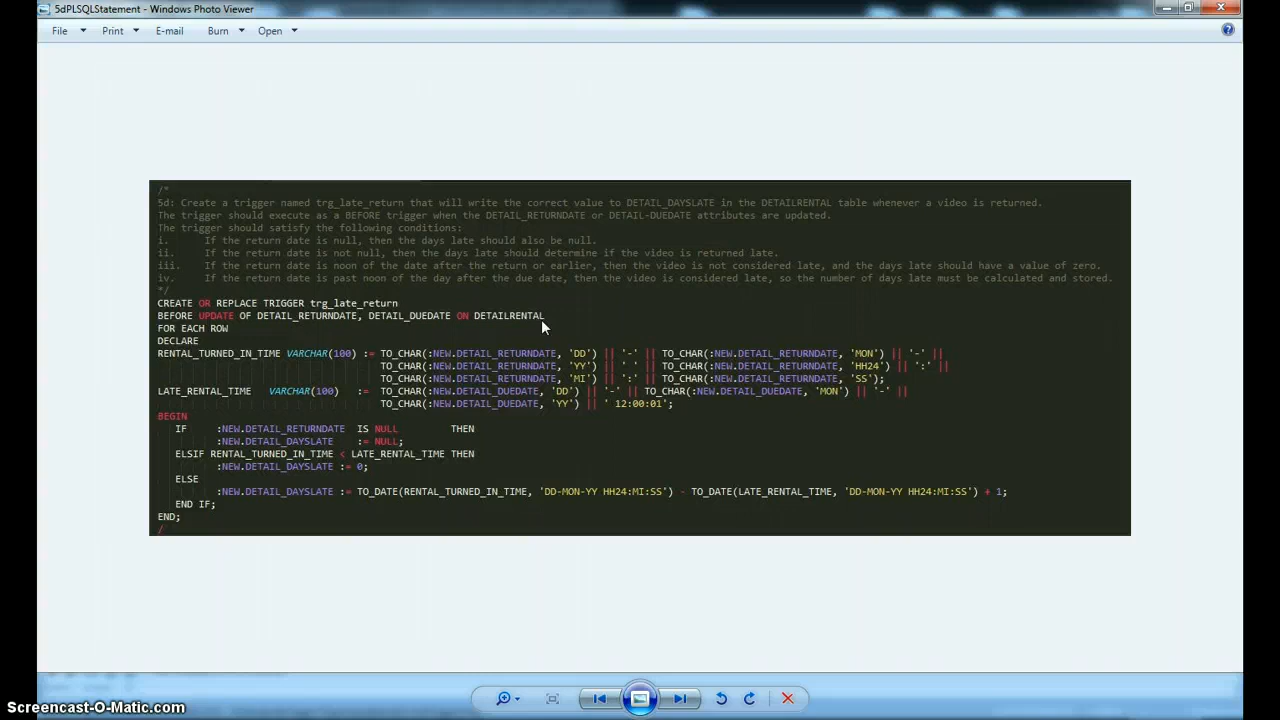 5dPLSQLStatement - Windows Photo Viewer
File Print E-mail Burn Open
/*
5d: Create a trigger named trg_late_return that will write the correct value to DETAIL_DAYSLATE in the DETAILRENTAL table whenever a video is returned.
The trigger should execute as a BEFORE trigger when the DETAIL_RETURNDATE or DETAIL-DUEDATE attributes are updated.
The trigger should satisfy the following conditions:
i. If the return date is null, then the days late should also be null.
ii. If the return date is not null, then the days late should determine if the video is returned late.
iii. If the return date is noon of the date after the return or earlier, then the video is not considered late, and the days late should have a value of zero.
iv. If the return date is past noon of the day after the due date, then the video is considered late, so the number of days late must be calculated and stored.
*/
CREATE OR REPLACE TRIGGER trg_late_return
BEFORE UPDATE OF DETAIL_RETURNDATE, DETAIL_DUEDATE ON DETAILRENTAL
FOR EACH ROW
DECLARE
RENTAL_TURNED_IN_TIME VARCHAR(100) := TO_CHAR(:NEW.DETAIL_RETURNDATE, 'DD') || '-' || TO_CHAR(:NEW.DETAIL_RETURNDATE, 'MON') || '-' ||
TO_CHAR(:NEW.DETAIL_RETURNDATE, 'YY') || ' ' || TO_CHAR(:NEW.DETAIL_RETURNDATE, 'HH24') || ':' ||
TO_CHAR(:NEW.DETAIL_RETURNDATE, 'MI') || ':' || TO_CHAR(:NEW.DETAIL_RETURNDATE, 'SS');
LATE_RENTAL_TIME VARCHAR(100) := TO_CHAR(:NEW.DETAIL_DUEDATE, 'DD') || '-' || TO_CHAR(:NEW.DETAIL_DUEDATE, 'MON') || '-' ||
TO_CHAR(:NEW.DETAIL_DUEDATE, 'YY') || ' 12:00:01';
BEGIN
IF :NEW.DETAIL_RETURNDATE IS NULL THEN
:NEW.DETAIL_DAYSLATE := NULL;
ELSIF RENTAL_TURNED_IN_TIME < LATE_RENTAL_TIME THEN
:NEW.DETAIL_DAYSLATE := 0;
ELSE
:NEW.DETAIL_DAYSLATE := TO_DATE(RENTAL_TURNED_IN_TIME, 'DD-MON-YY HH24:MI:SS') - TO_DATE(LATE_RENTAL_TIME, 'DD-MON-YY HH24:MI:SS') + 1;
END IF;
END;
/
Screencast-O-Matic.com